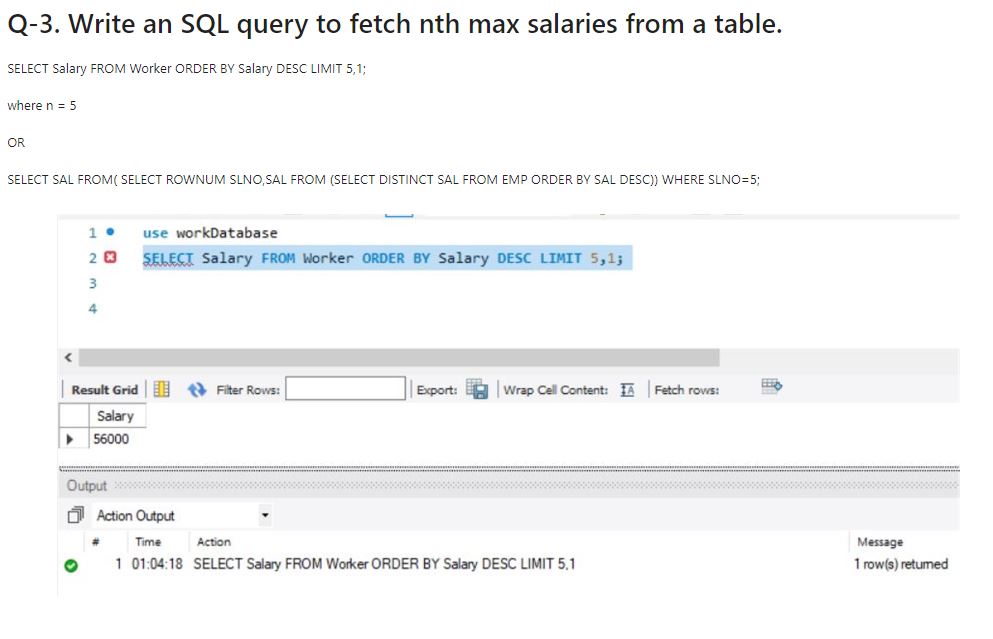 Q-3. Write an SQL query to fetch nth max salaries from a table.
SELECT Salary FROM Worker ORDER BY Salary DESC LIMIT 5,1;
where n = 5
OR
SELECT SAL FROM( SELECT ROWNUM SLNO,SAL FROM (SELECT DISTINCT SAL FROM EMP ORDER BY SAL DESC)) WHERE SLNO=5;
1 use workDatabase
2 SELECT Salary FROM Worker ORDER BY Salary DESC LIMIT 5,1;
3
4
Result Grid Filter Rows: Export: Wrap Cell Content: IA Fetch rows:
Salary
56000
Output
Action Output
# Time Action Message
1 01:04:18 SELECT Salary FROM Worker ORDER BY Salary DESC LIMIT 5,1 1 row(s) returned